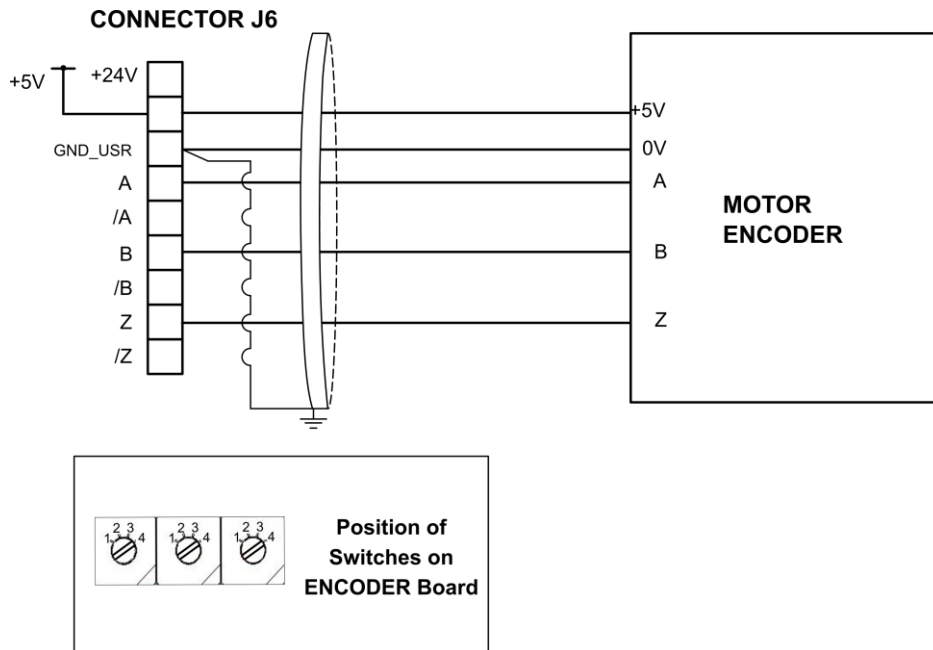 CONNECTOR J6
+5V
+24V
+5V
GND_USR
0V
A
A
/A
MOTOR
ENCODER
B
B
/B
Z
Z
/Z
2 3
1 4
2 3
1 4
2 3
1 4
Position of
Switches on
ENCODER Board